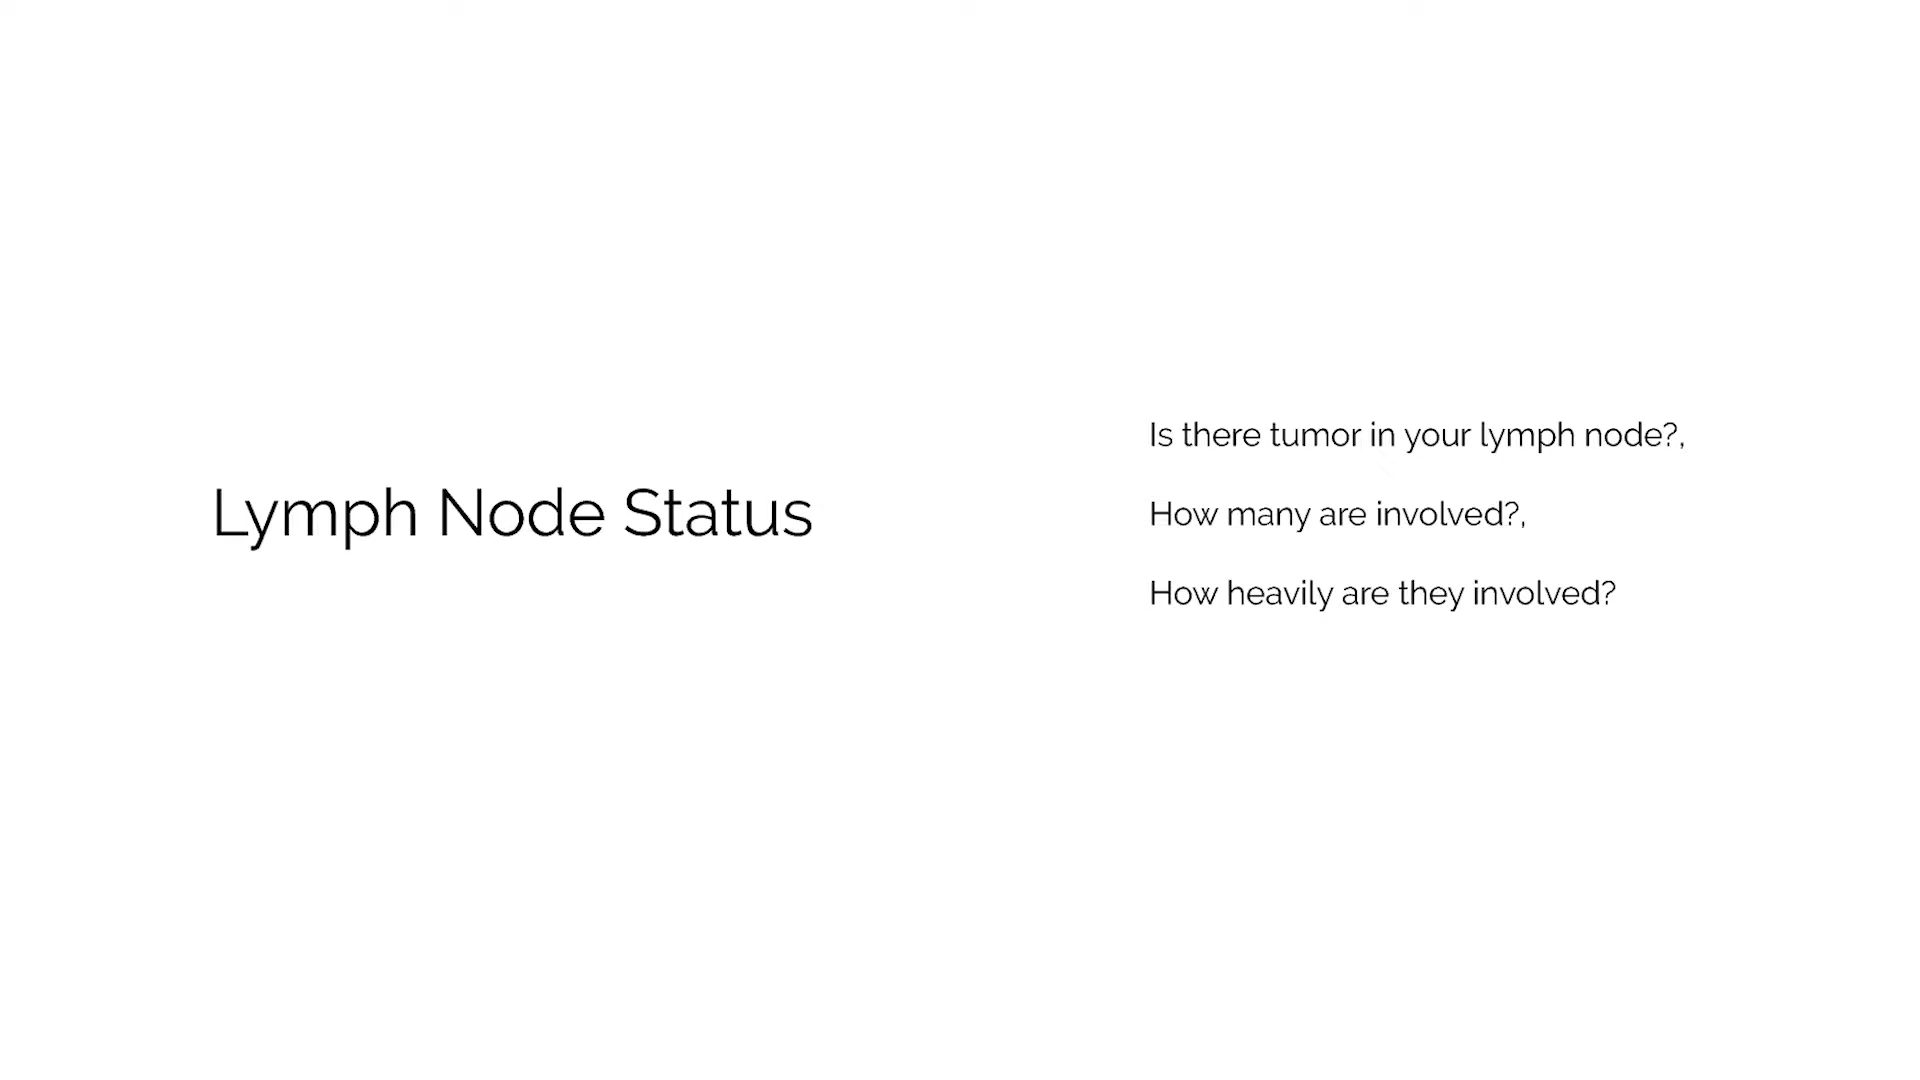 Lymph Node Status
Is there tumor in your lymph node?,
How many are involved?,
How heavily are they involved?